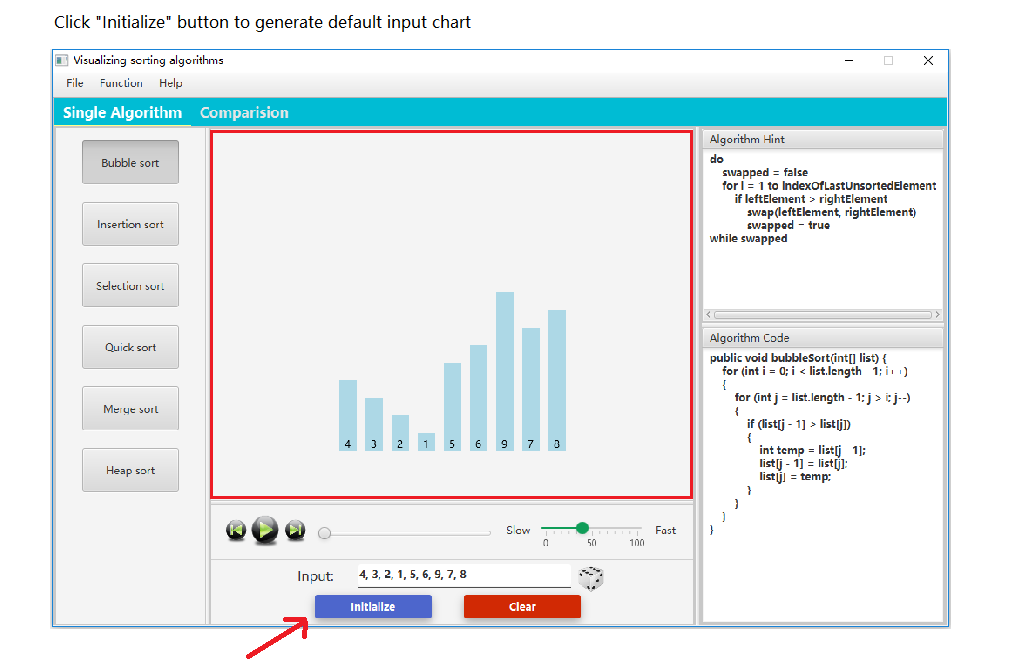 Click "Initialize" button to generate default input chart
Visualizing sorting algorithms
File Function Help
Single Algorithm Comparision
Bubble sort
Insertion sort
Selection sort
Quick sort
Merge sort
Heap sort
4 3 2 1 5 6 9 7 8
Slow
0 50 100
Fast
Input: 4, 3, 2, 1, 5, 6, 9, 7, 8
Initialize Clear
Algorithm Hint
do
swapped = false
for i = 1 to indexOfLastUnsortedElement
if leftElement > rightElement
swap(leftElement, rightElement)
swapped = true
while swapped
Algorithm Code
public void bubbleSort(int[] list) {
for (int i = 0; i < list.length - 1; i++)
{
for (int j = list.length - 1; j > i; j--)
{
if (list[j - 1] > list[j])
{
int temp = list[j - 1];
list[j - 1] = list[j];
list[j] = temp;
}
}
}
}